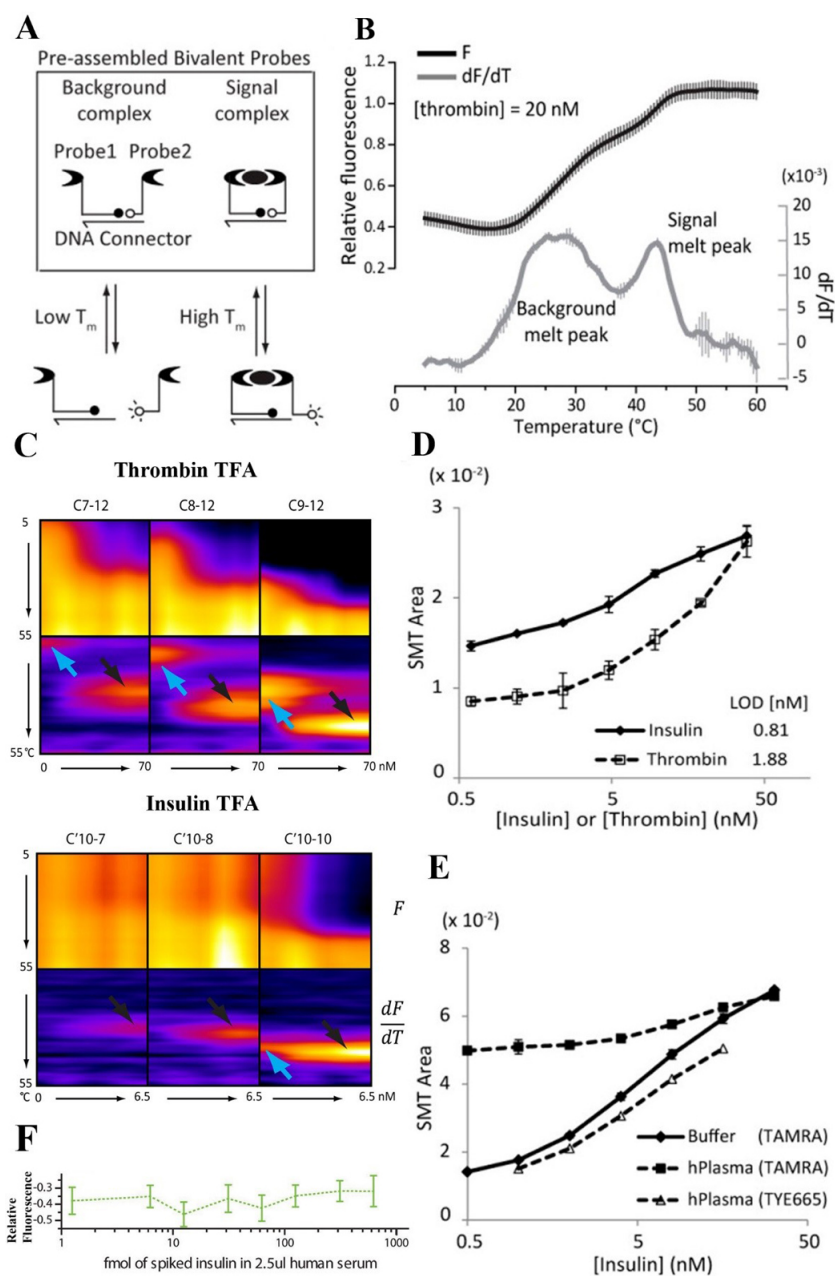 A
Pre-assembled Bivalent Probes
Background
complex
Signal
complex
Probe1 Probe2
DNA Connector
Low Tm
High Tm
B
F
dF/dT
[thrombin] = 20 nM
Relative fluorescence
1.2
1.0
0.8
0.6
0.4
0.2
(x10-3)
20
15
10
5
0
-5
dF/dT
Signal
melt peak
Background
melt peak
0 10 20 30 40 50 60
Temperature (°C)
C
Thrombin TFA
C7-12 C8-12 C9-12
5
55
55℃
0 70 70 70 nM
Insulin TFA
C'10-7 C'10-8 C'10-10
5
F
55
dF
dT
55
℃ 0 6.5 6.5 6.5 nM
D
(x 10-2)
3
2
1
0
SMT Area
LOD [nM]
Insulin 0.81
Thrombin 1.88
0.5 5 50
[Insulin] or [Thrombin] (nM)
E
(x 10-2)
8
6
4
2
0
SMT Area
Buffer (TAMRA)
hPlasma (TAMRA)
hPlasma (TYE665)
0.5 5 50
[Insulin] (nM)
F
Relative
Fluorescence
-0.3
-0.4
-0.5
1 10 100 1000
fmol of spiked insulin in 2.5ul human serum